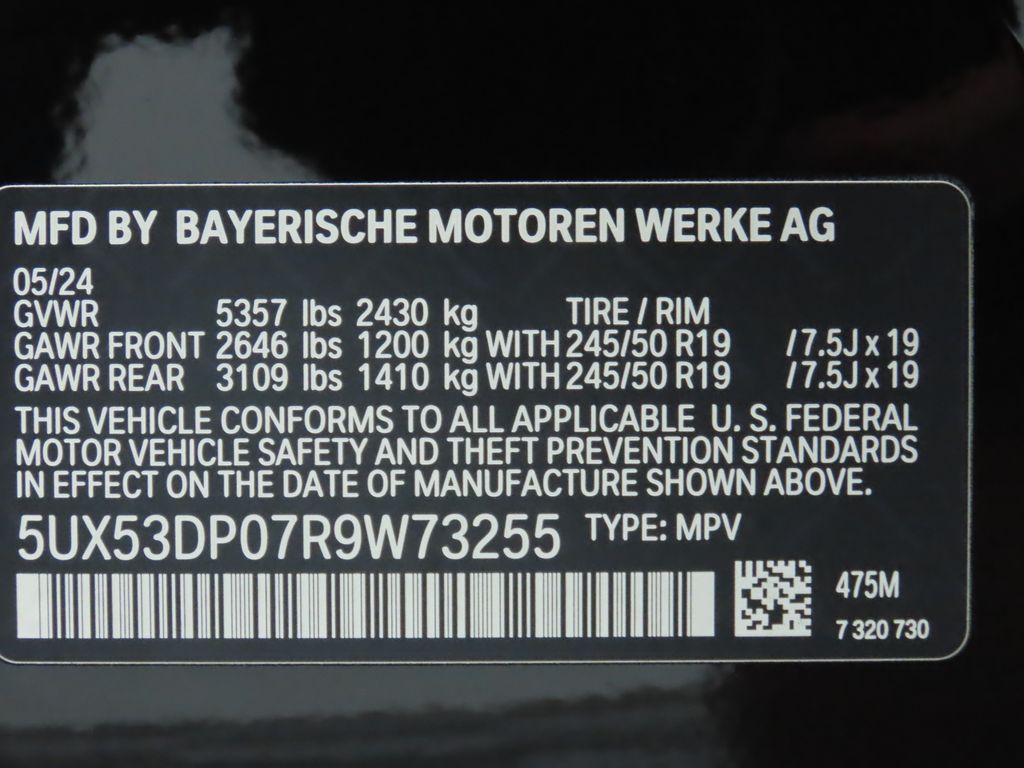 MFD BY BAYERISCHE MOTOREN WERKE AG
05/24
GVWR 5357 lbs 2430 kg TIRE / RIM
GAWR FRONT 2646 lbs 1200 kg WITH 245/50 R19 /7.5J x 19
GAWR REAR 3109 lbs 1410 kg WITH 245/50 R19 /7.5J x 19
THIS VEHICLE CONFORMS TO ALL APPLICABLE U. S. FEDERAL
MOTOR VEHICLE SAFETY AND THEFT PREVENTION STANDARDS
IN EFFECT ON THE DATE OF MANUFACTURE SHOWN ABOVE.
5UX53DP07R9W73255 TYPE: MPV
475M
7 320 730